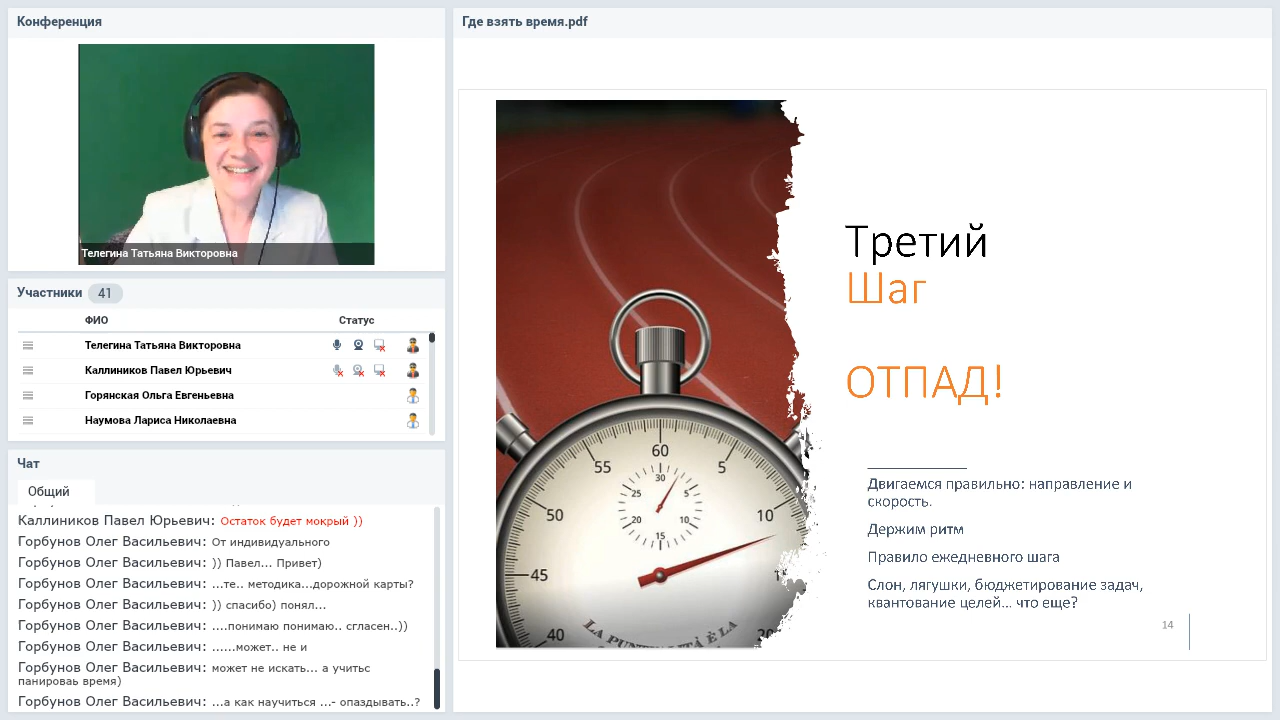 Конференция
Телегина Татьяна Викторовна
Участники 41
ФИО Статус
Телегина Татьяна Викторовна
Каллиников Павел Юрьевич
Горянская Ольга Евгеньевна
Наумова Лариса Николаевна
Чат
Общий
Каллиников Павел Юрьевич: Остаток будет мокрый ))
Горбунов Олег Васильевич: От индивидуального
Горбунов Олег Васильевич: )) Павел... Привет)
Горбунов Олег Васильевич: ...те.. методика...дорожной карты?
Горбунов Олег Васильевич: )) спасибо) понял...
Горбунов Олег Васильевич: ....понимаю понимаю.. сгласен..))
Горбунов Олег Васильевич: ......может.. не и
Горбунов Олег Васильевич: может не искать... а учитьс
панироваь время)
Горбунов Олег Васильевич: ...а как научиться ...- опаздывать..?
Где взять время.pdf
60
55 5
50 10
45
40 20
30
25 5
20 10
15
LA PUNTUALITÁ È LA
Третий
Шаг
ОТПАД!
Двигаемся правильно: направление и
скорость.
Держим ритм
Правило ежедневного шага
Слон, лягушки, бюджетирование задач,
квантование целей... что еще?
14